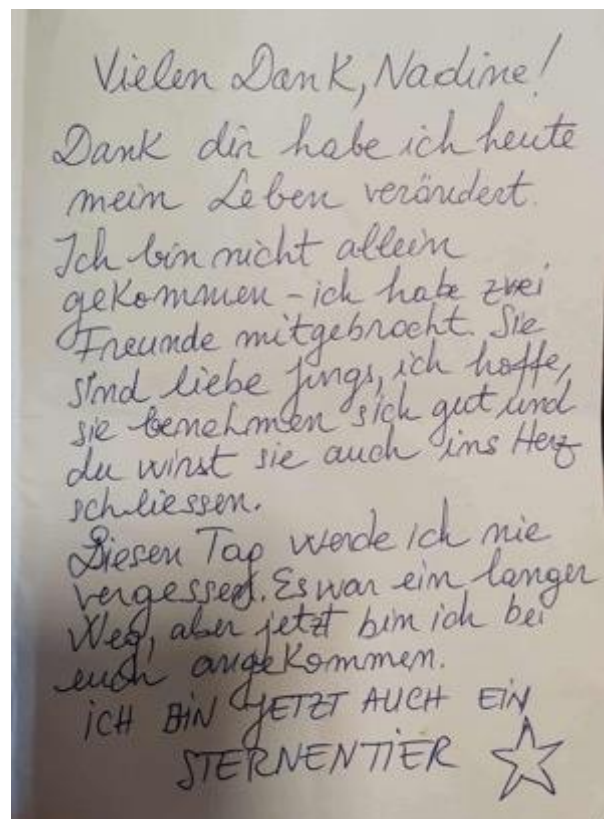 Vielen Dank, Nadine!
Dank dir habe ich heute
mein Leben verändert.
Ich bin nicht allein
gekommen - ich habe zwei
Freunde mitgebracht. Sie
sind liebe Jungs, ich hoffe,
sie benehmen sich gut und
du wirst sie auch ins Herz
schliessen.
Diesen Tag werde ich nie
vergessen. Es war ein langer
Weg, aber jetzt bin ich bei
euch angekommen.
iCH BiN JETZT AUCH EiN
STERNENTiER